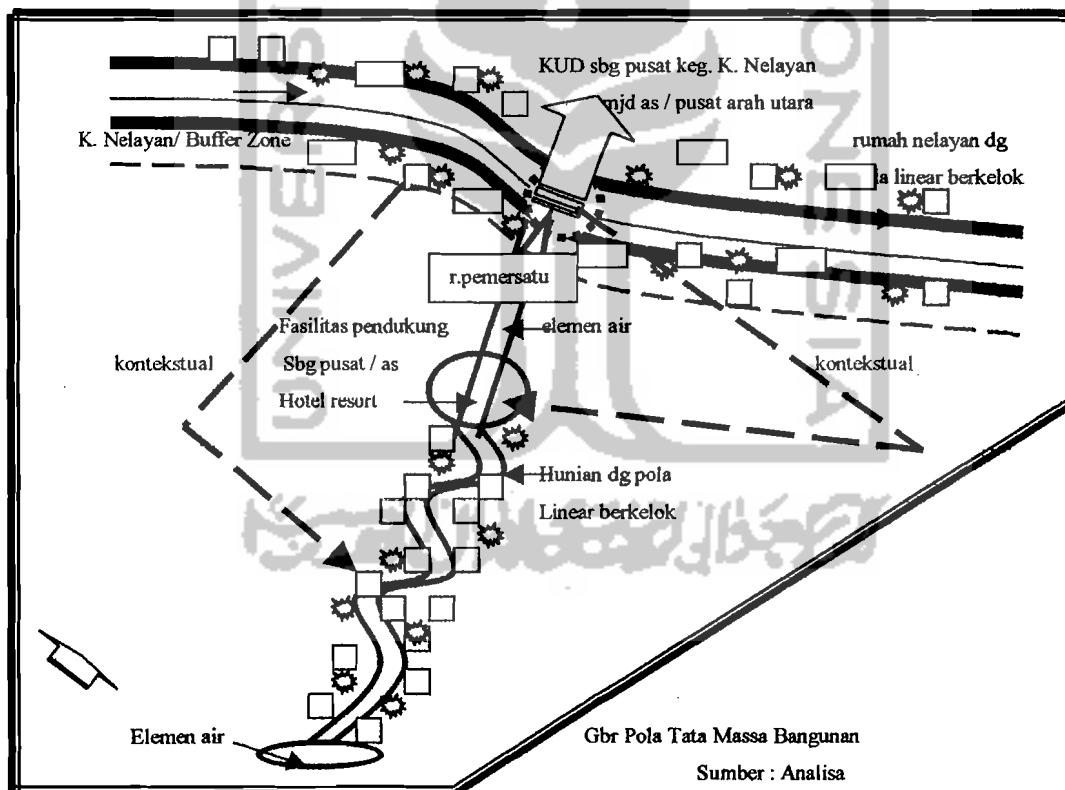 KUD sbg pusat keg. K. Nelayan
mjd as / pusat arah utara
K. Nelayan/ Buffer Zone
rumah nelayan dg
linear berkelok
r.pemersatu
Fasilitas pendukung
elemen air
kontekstual
Sbg pusat / as
kontekstual
Hotel resort
Hunian dg pola
Linear berkelok
Elemen air
Gbr Pola Tata Massa Bangunan
Sumber : Analisa
UNIVERSI
ONESSIA